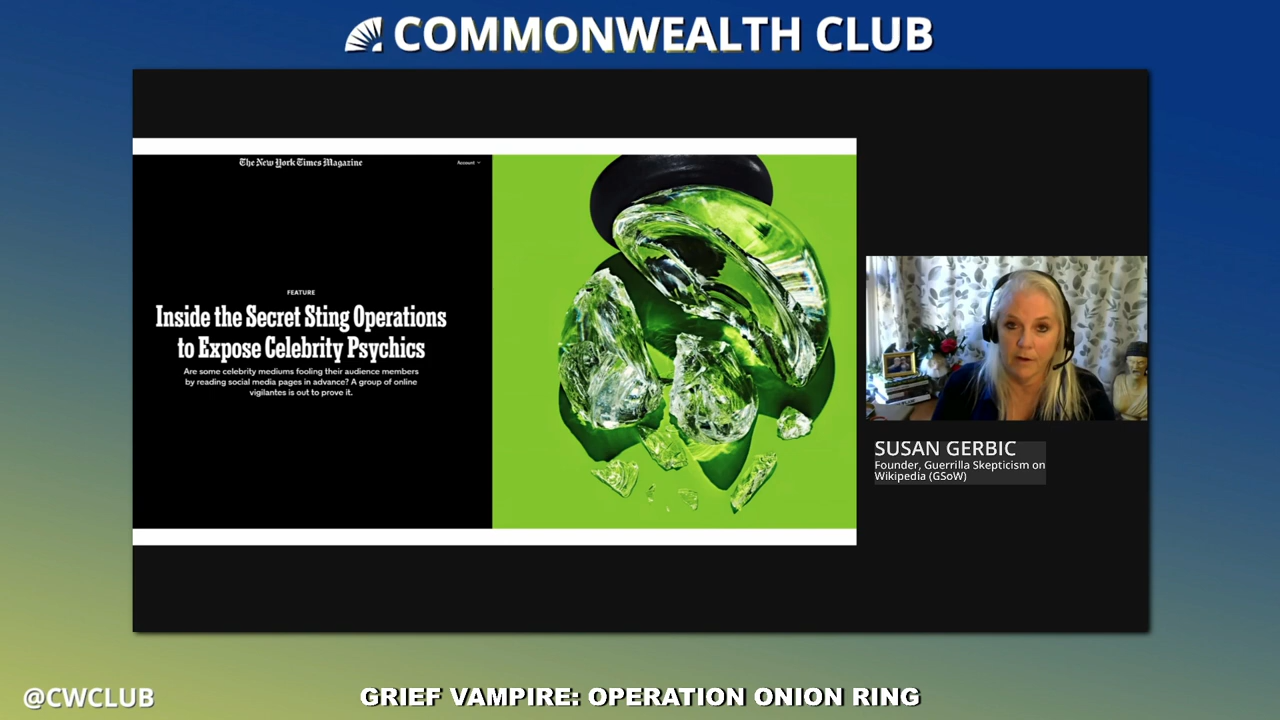 COMMONWEALTH CLUB
The New York Times Magazine
Account
FEATURE
Inside the Secret Sting Operations
to Expose Celebrity Psychics
Are some celebrity mediums fooling their audience members
by reading social media pages in advance? A group of online
vigilantes is out to prove it.
SUSAN GERBIC
Founder, Guerrilla Skepticism on
Wikipedia (GSoW)
@CWCLUB
GRIEF VAMPIRE: OPERATION ONION RING